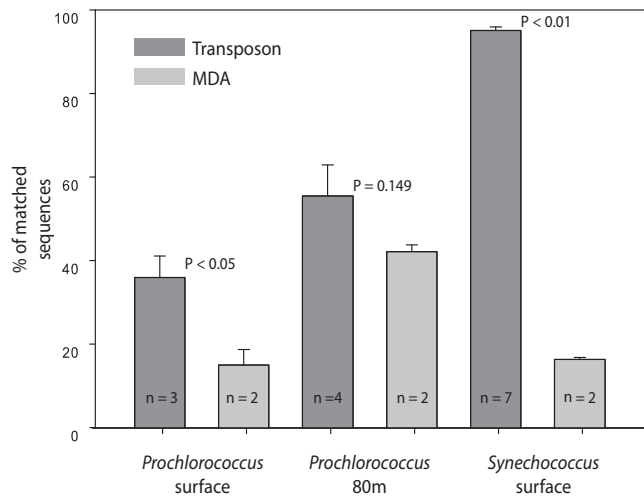 100
80
60
40
20
0
% of matched
sequences
Transposon
MDA
P < 0.05
P = 0.149
P < 0.01
n = 3
n = 2
n =4
n = 2
n = 7
n = 2
Prochlorococcus
surface
Prochlorococcus
80m
Synechococcus
surface